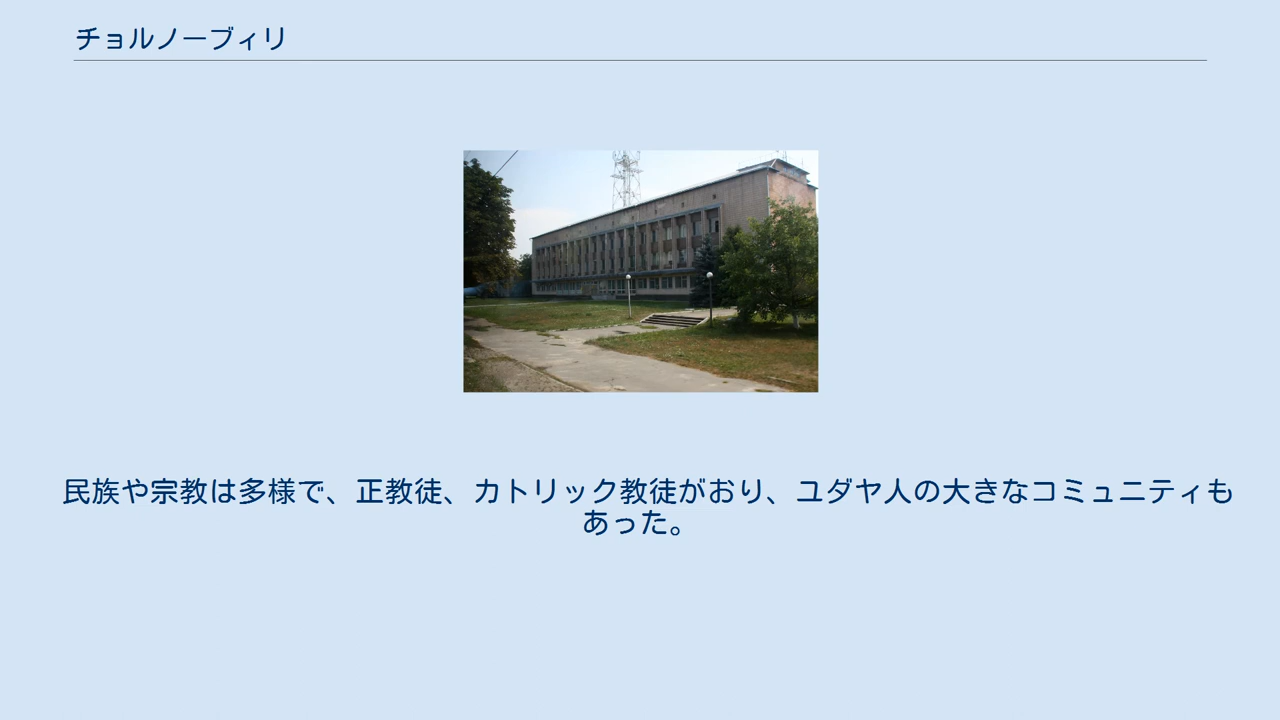 チョルノーブィリ
民族や宗教は多様で、正教徒、カトリック教徒がおり、ユダヤ人の大きなコミュニティも
あった。